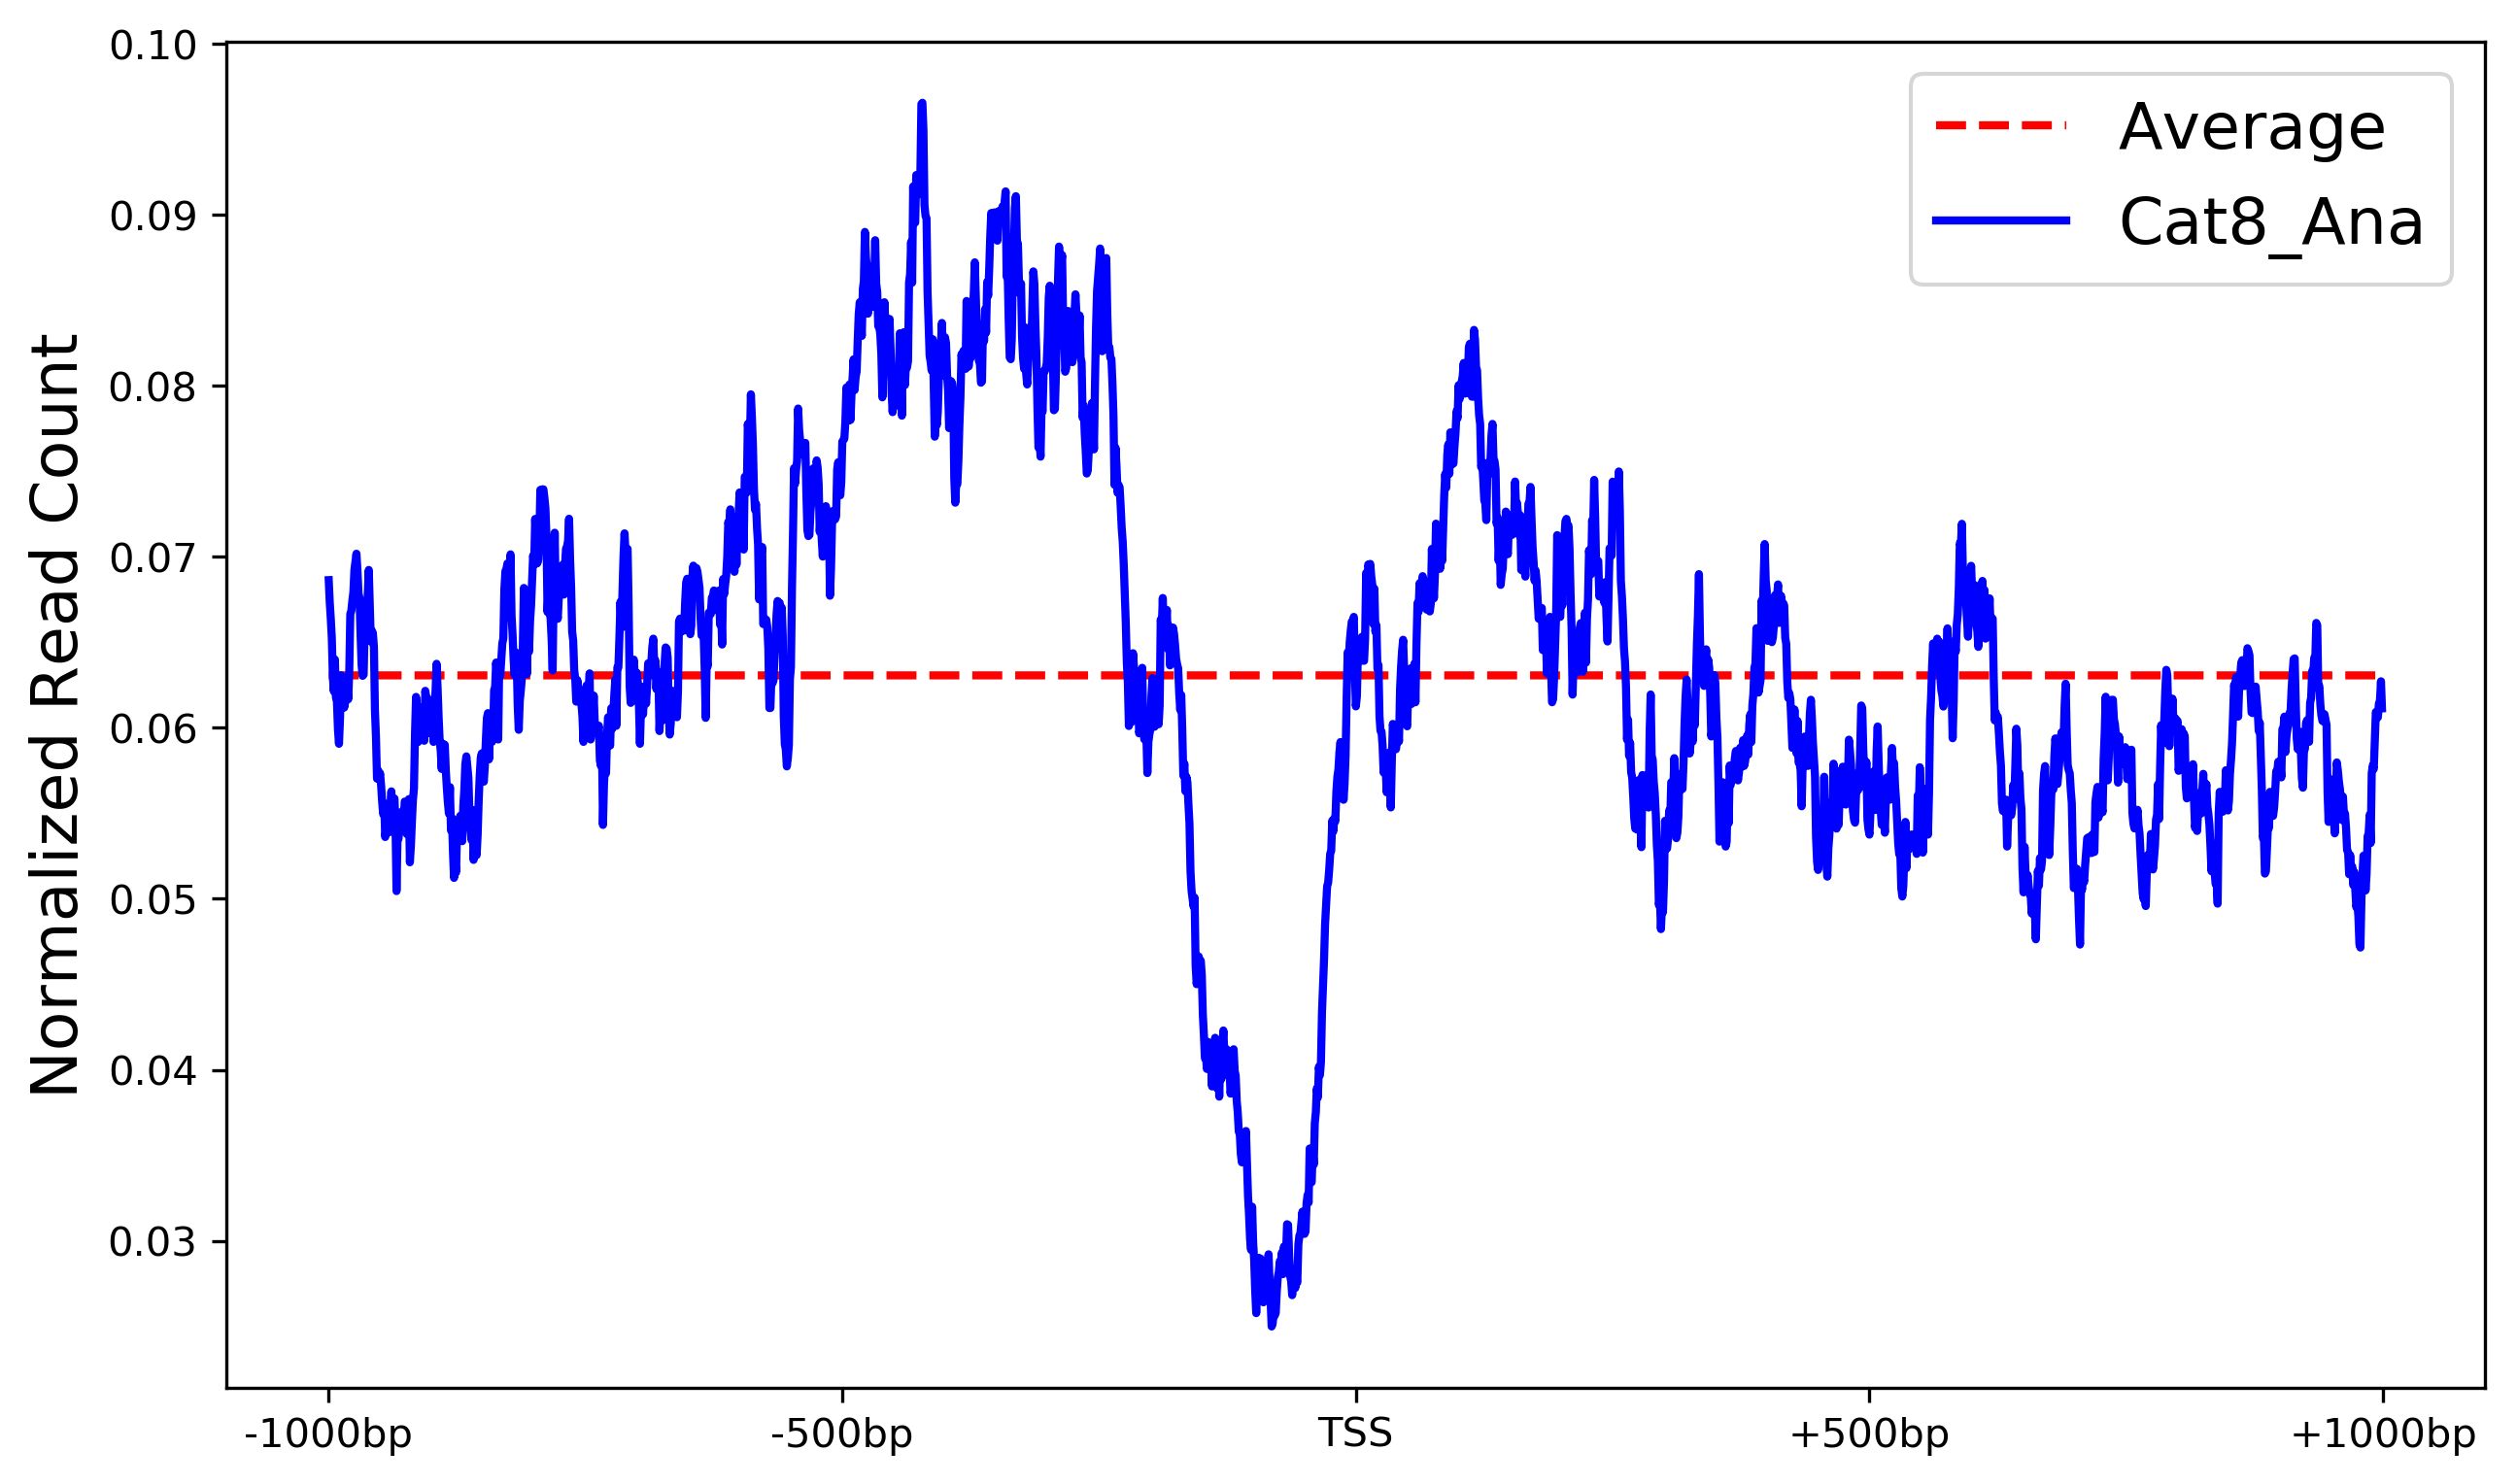 Normalized Read Count
0.10
0.09
0.08
0.07
0.06
0.05
0.04
0.03
-1000bp
-500bp
TSS
+500bp
+1000bp
Average
Cat8_Ana